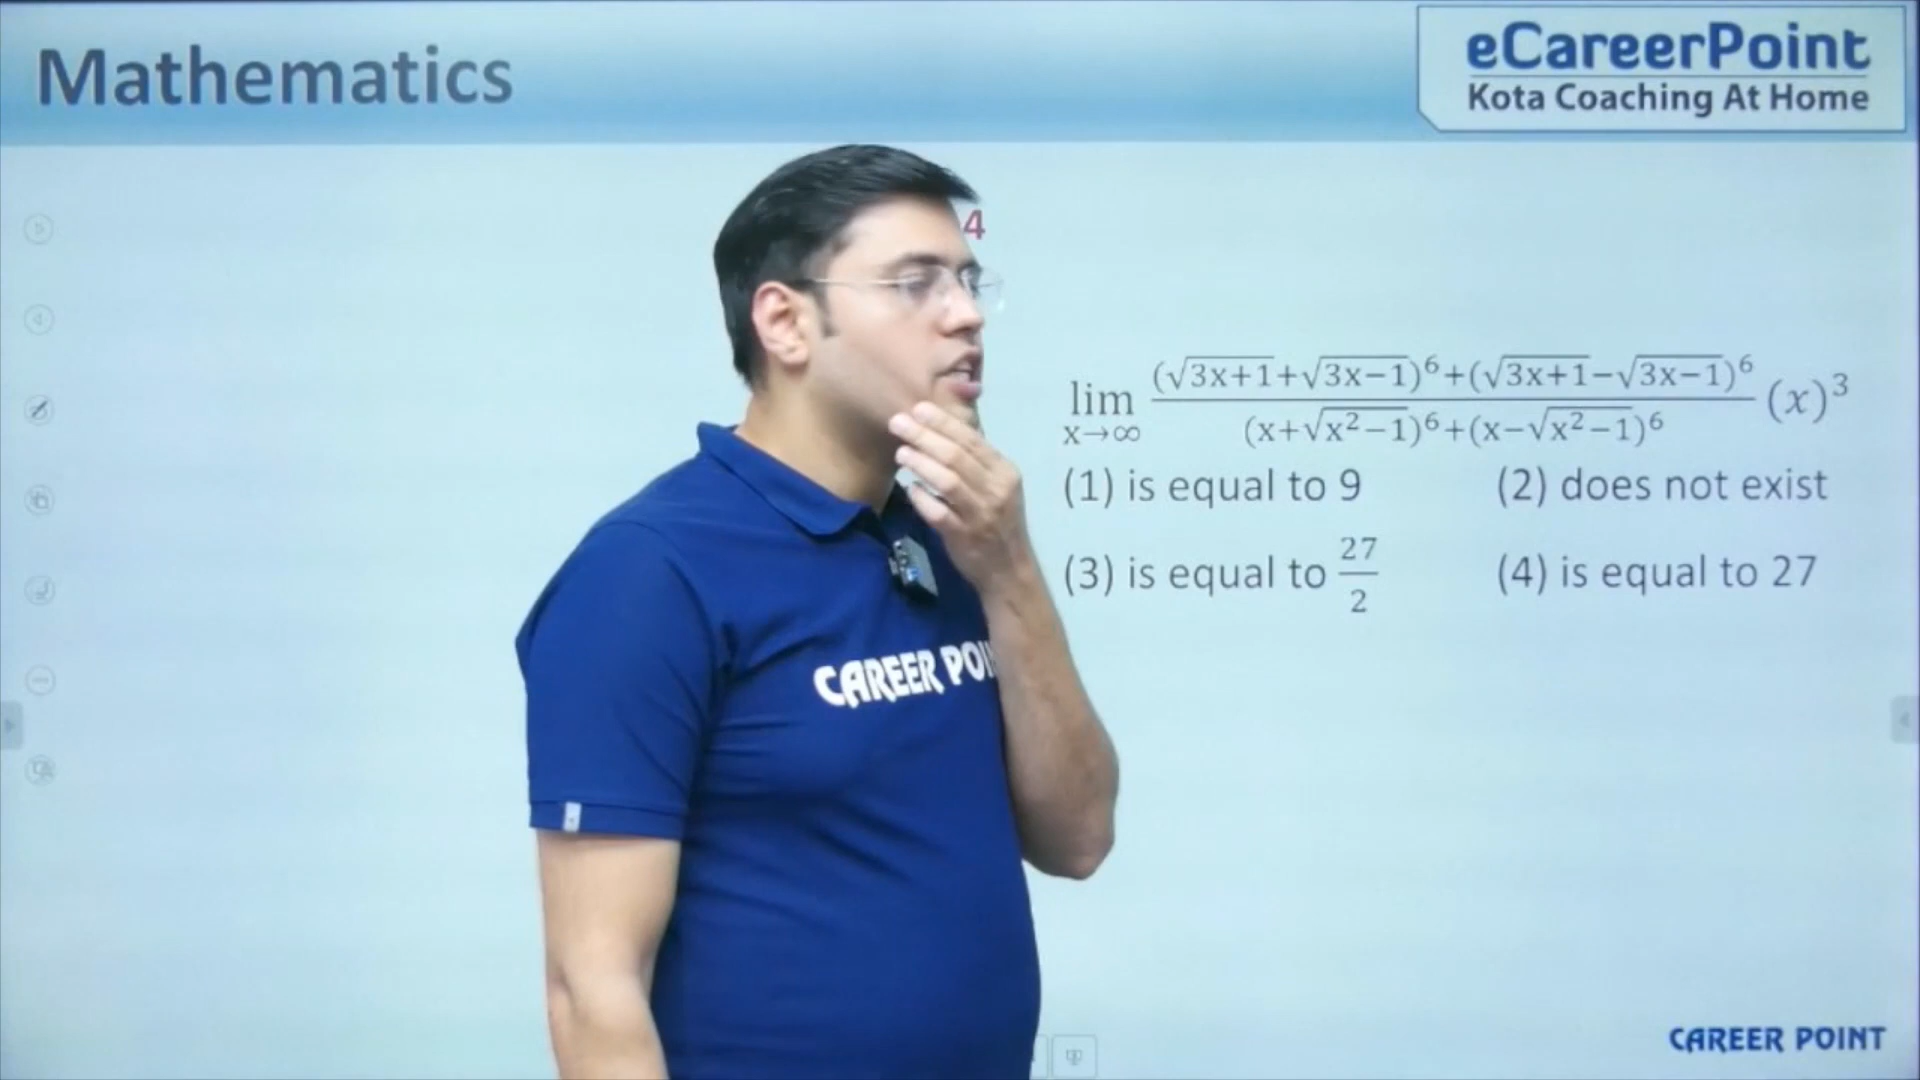 Mathematics
eCareerPoint
Kota Coaching At Home
4
lim x→∞ (√3x+1+√3x−1)⁶+(√3x+1−√3x−1)⁶ / (x+√x²−1)⁶+(x−√x²−1)⁶ (x)³
(1) is equal to 9 (2) does not exist
(3) is equal to 27/2 (4) is equal to 27
CAREER POI
CAREER POINT